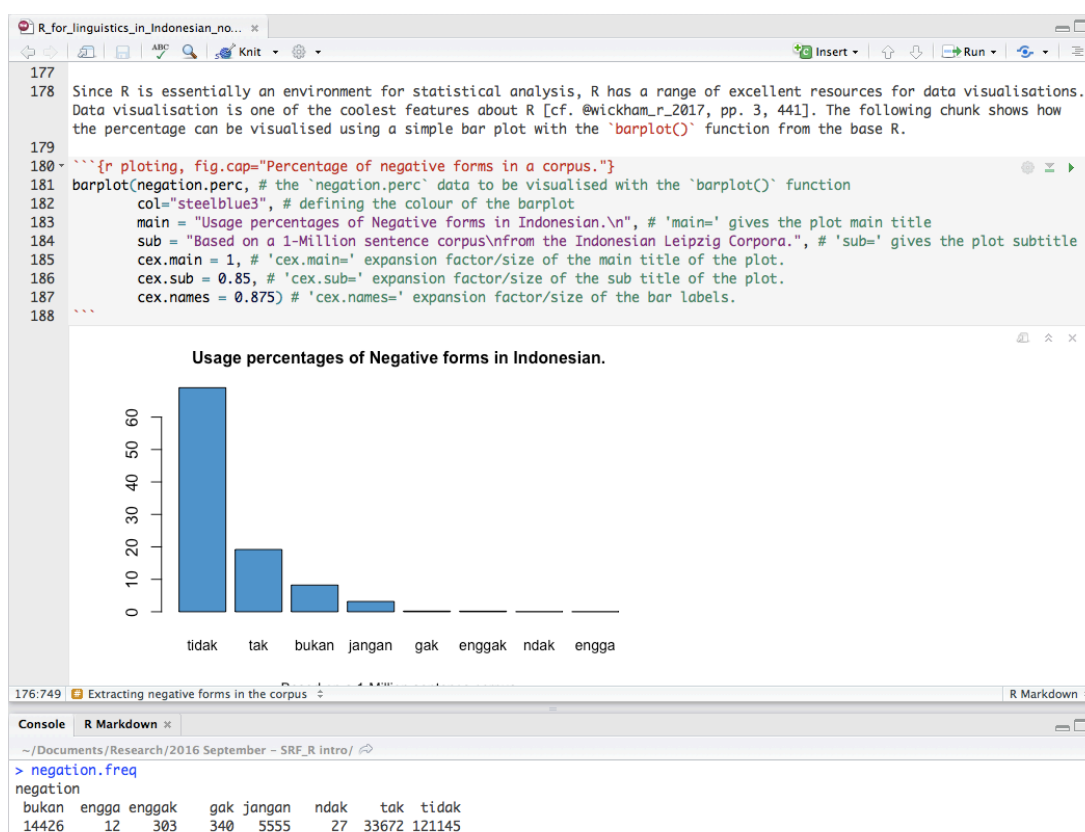 R_for_linguistics_in_Indonesian_no...
ABC Knit Insert Run
177
178 Since R is essentially an environment for statistical analysis, R has a range of excellent resources for data visualisations.
Data visualisation is one of the coolest features about R [cf. @wickham_r_2017, pp. 3, 441]. The following chunk shows how
the percentage can be visualised using a simple bar plot with the `barplot()` function from the base R.
179
180 ```{r ploting, fig.cap="Percentage of negative forms in a corpus."}
181 barplot(negation.perc, # the `negation.perc` data to be visualised with the `barplot()` function
182 col="steelblue3", # defining the colour of the barplot
183 main = "Usage percentages of Negative forms in Indonesian.\n", # 'main=' gives the plot main title
184 sub = "Based on a 1-Million sentence corpus\nfrom the Indonesian Leipzig Corpora.", # 'sub=' gives the plot subtitle
185 cex.main = 1, # 'cex.main=' expansion factor/size of the main title of the plot.
186 cex.sub = 0.85, # 'cex.sub=' expansion factor/size of the sub title of the plot.
187 cex.names = 0.875) # 'cex.names=' expansion factor/size of the bar labels.
188 ```
Usage percentages of Negative forms in Indonesian.
60
50
40
30
20
10
0
tidak tak bukan jangan gak enggak ndak engga
176:749 Extracting negative forms in the corpus R Markdown
Console R Markdown
~/Documents/Research/2016 September - SRF_R intro/
> negation.freq
negation
bukan engga enggak gak jangan ndak tak tidak
14426 12 303 340 5555 27 33672 121145